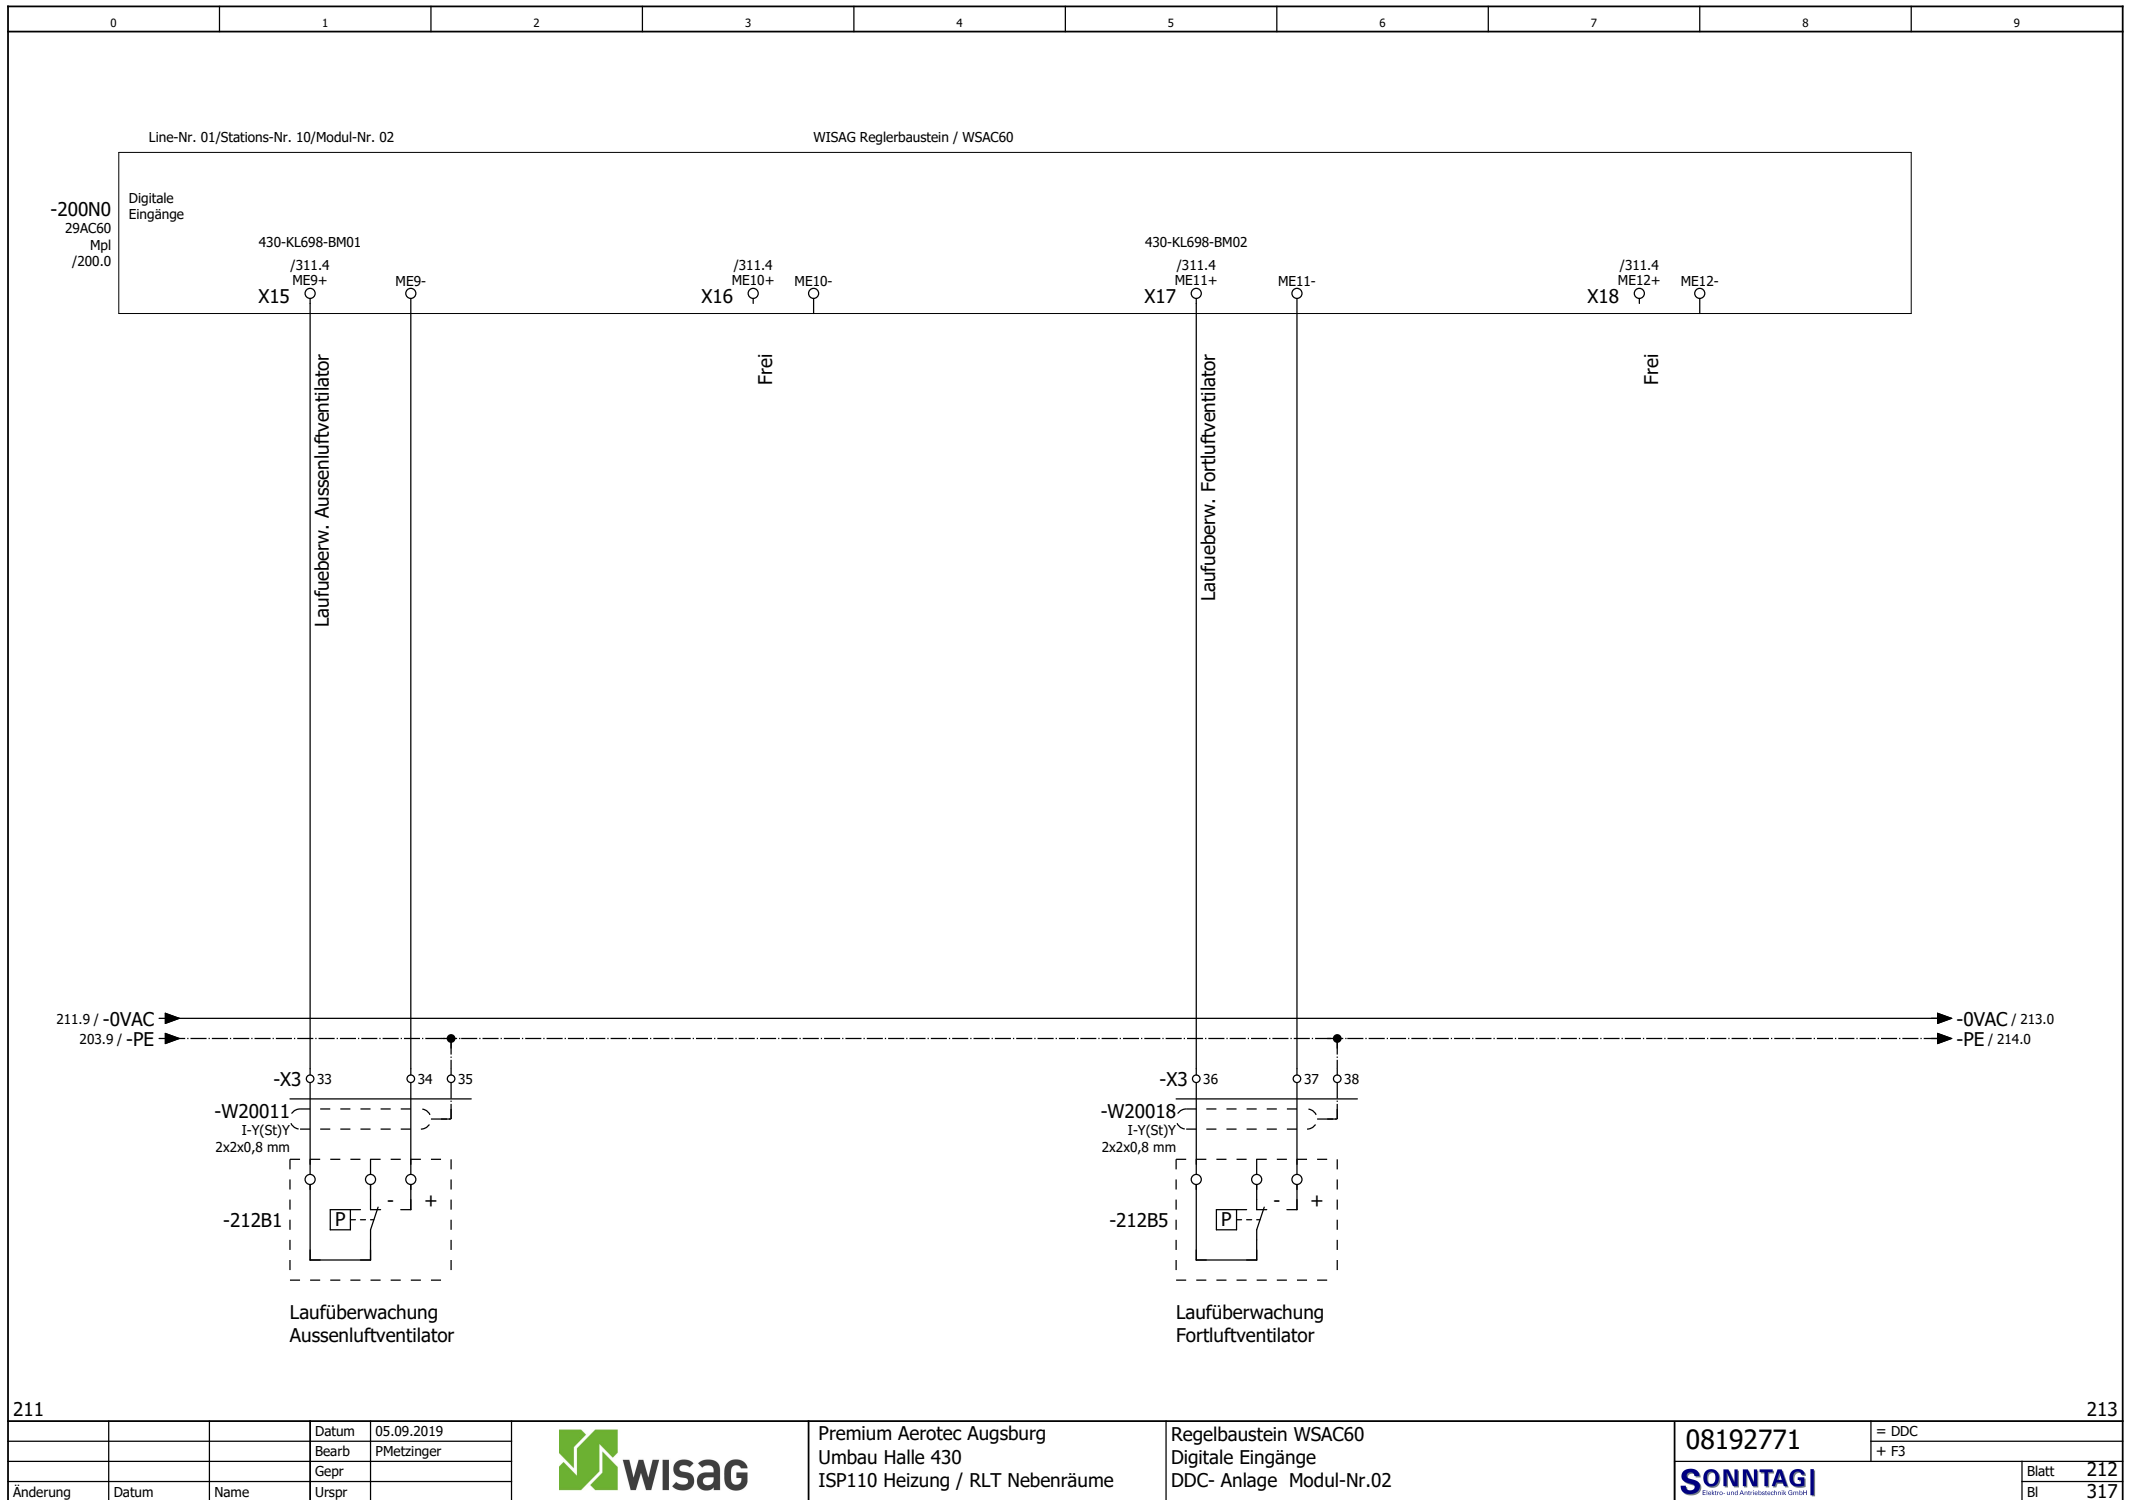 0 1 2 3 4 5 6 7 8 9
Line-Nr. 01/Stations-Nr. 10/Modul-Nr. 02
WISAG Reglerbaustein / WSAC60
-200N0
29AC60
Mpl
/200.0
Digitale
Eingänge
430-KL698-BM01
/311.4
ME9+
ME9-
X15
/311.4
ME10+
ME10-
X16
430-KL698-BM02
/311.4
ME11+
ME11-
X17
/311.4
ME12+
ME12-
X18
Laufueberw. Aussenluftventilator
Frei
Laufueberw. Fortluftventilator
Frei
211.9 / -0VAC
203.9 / -PE
-0VAC / 213.0
-PE / 214.0
-X3 33 34 35
-W20011
I-Y(St)Y
2x2x0,8 mm
-212B1
P
- +
Laufüberwachung
Aussenluftventilator
-X3 36 37 38
-W20018
I-Y(St)Y
2x2x0,8 mm
-212B5
P
- +
Laufüberwachung
Fortluftventilator
211
213
Datum 05.09.2019
Bearb PMetzinger
Gepr
Änderung Datum Name Urspr
WISAG
Premium Aerotec Augsburg
Umbau Halle 430
ISP110 Heizung / RLT Nebenräume
Regelbaustein WSAC60
Digitale Eingänge
DDC- Anlage Modul-Nr.02
08192771
SONNTAG
Elektro- und Antriebstechnik GmbH
= DDC
+ F3
Blatt 212
Bl 317